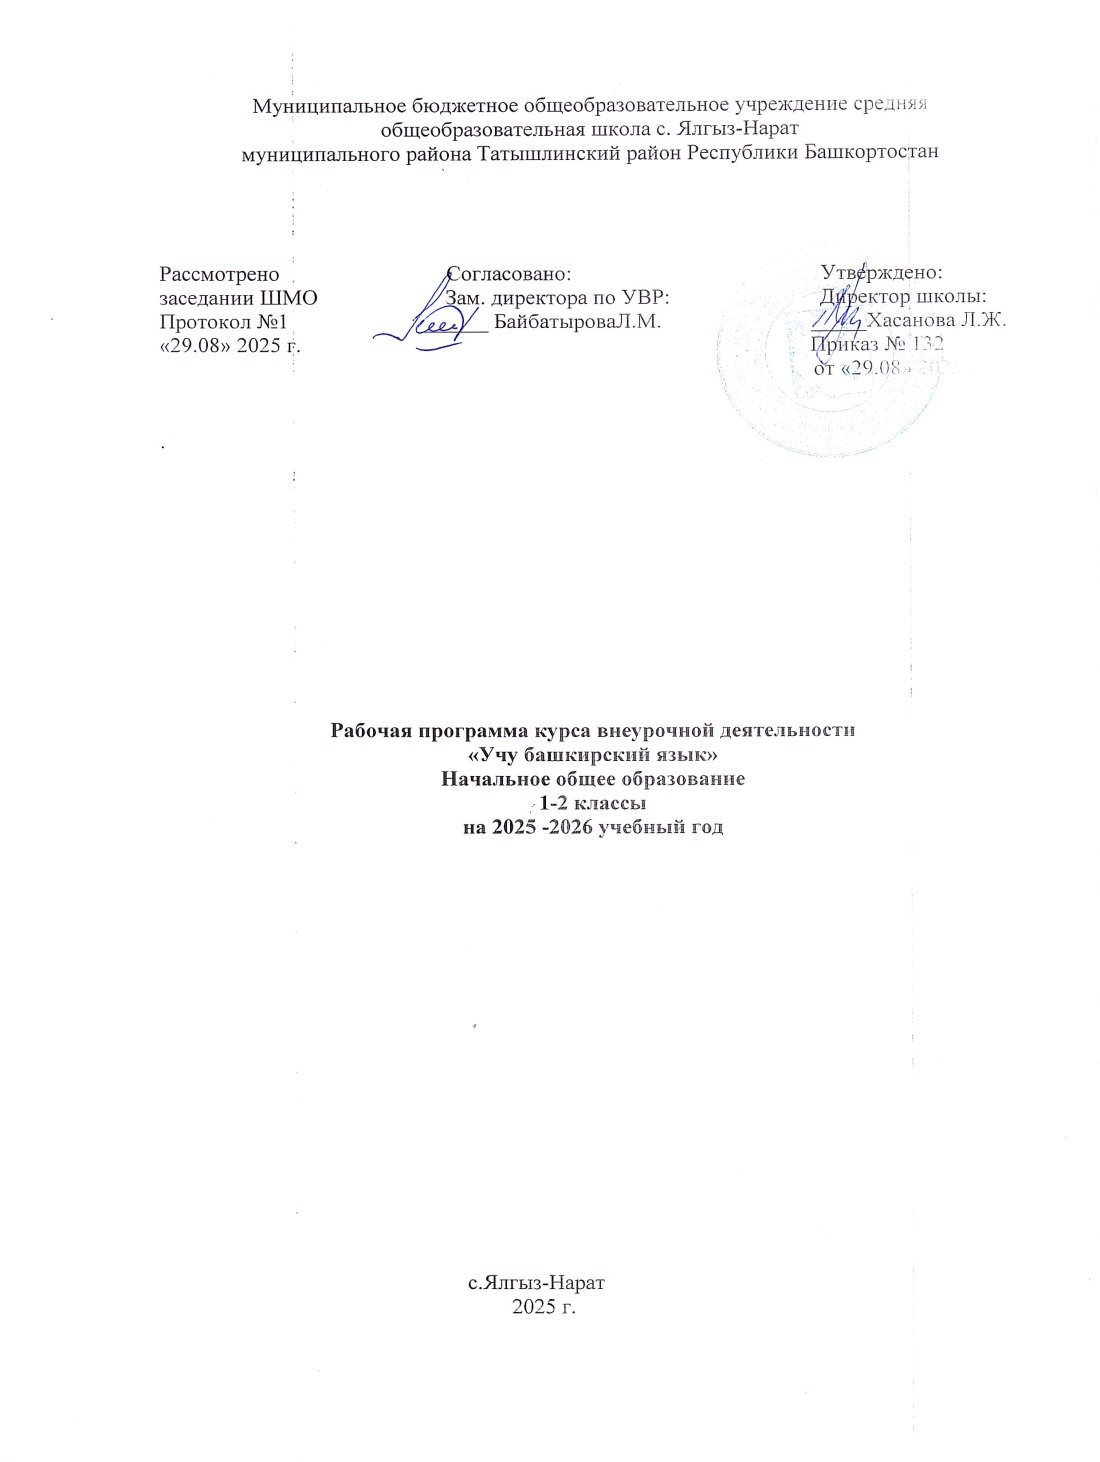 Муниципальное бюджетное общеобразовательное учреждение средняя
общеобразовательная школа с. Ялгыз-Нарат
муниципального района Татышлинский район Республики Башкортостан
Рассмотрено
заседании ШМО
Протокол №1
«29.08» 2025 г.
Согласовано:
Зам. директора по УВР:
БайбатыроваЛ.М.
Утверждено:
Директор школы:
Хасанова Л.Ж.
Приказ № 132
от «29.08» 2025
Рабочая программа курса внеурочной деятельности
«Учу башкирский язык»
Начальное общее образование
1-2 классы
на 2025 -2026 учебный год
с.Ялгыз-Нарат
2025 г.